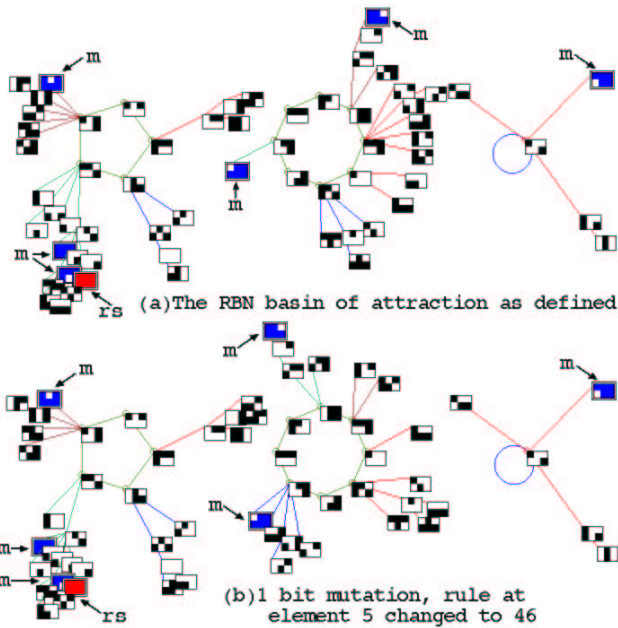 m
m
m
m
m
rs
(a)The RBN basin of attraction as defined
m
m
m
m
m
m
rs
(b)1 bit mutation, rule at
element 5 changed to 46